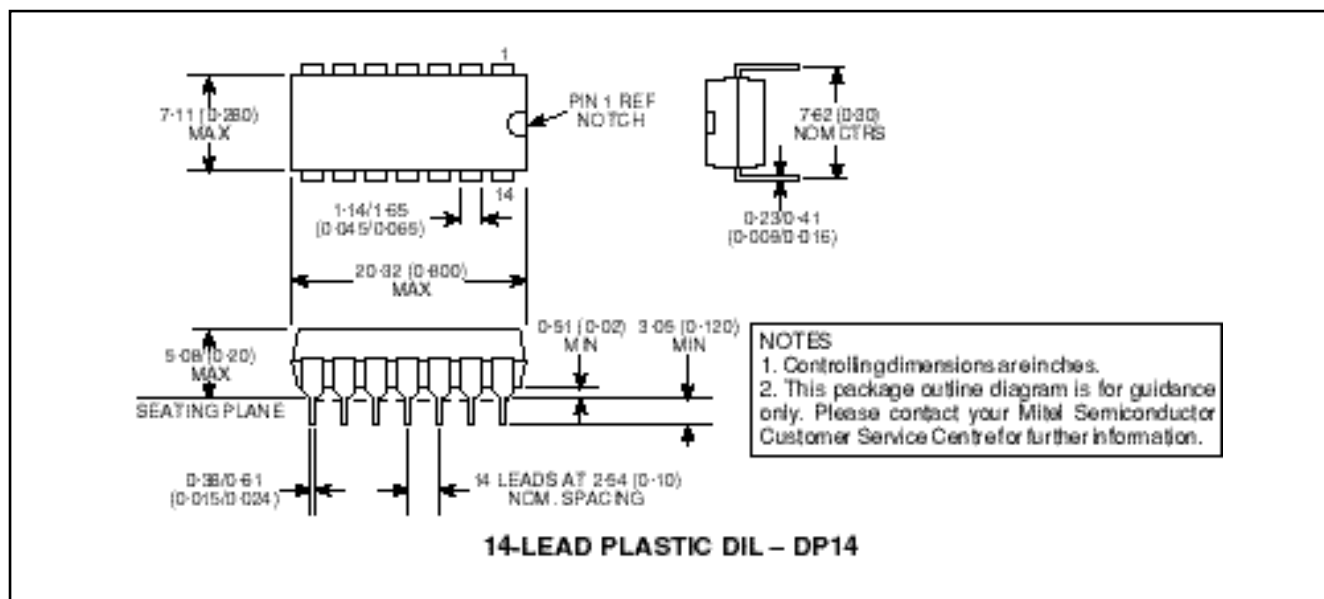 1
7·11 (0·280)
MAX
PIN 1 REF
NOTCH
7·62 (0·30)
NOM CTRS
14
1·14/1·65
(0·045/0·065)
0·23/0·41
(0·009/0·016)
20·32 (0·800)
MAX
0·51 (0·02)
MIN
3·05 (0·120)
MIN
5·08 (0·20)
MAX
SEATING PLANE
NOTES
1. Controlling dimensions are inches.
2. This package outline diagram is for guidance
only. Please contact your Mitel Semiconductor
Customer Service Centre for further information.
0·38/0·61
(0·015/0·024)
14 LEADS AT 2·54 (0·10)
NOM. SPACING
14-LEAD PLASTIC DIL – DP14